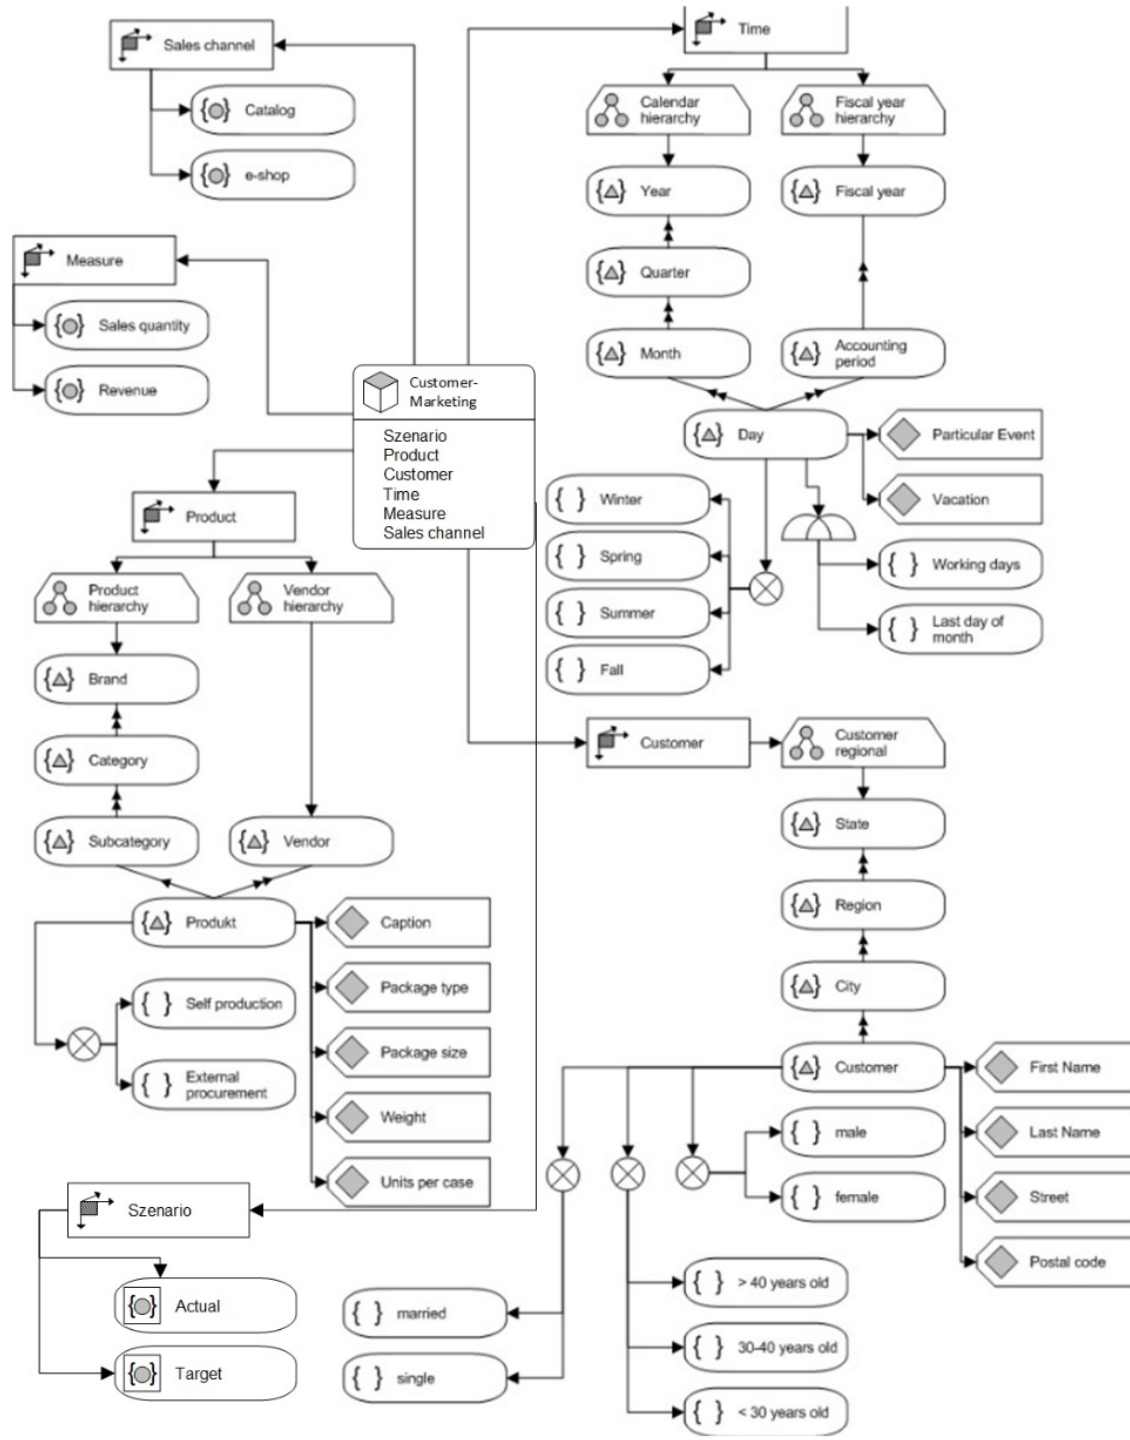 Sales channel
Catalog
e-shop
Time
Calendar
hierarchy
Fiscal year
hierarchy
Year
Fiscal year
Quarter
Month
Accounting
period
Day
Particular Event
Vacation
Working days
Last day of
month
Winter
Spring
Summer
Fall
Measure
Sales quantity
Revenue
Customer-
Marketing
Szenario
Product
Customer
Time
Measure
Sales channel
Product
Product
hierarchy
Vendor
hierarchy
Brand
Category
Subcategory
Vendor
Produkt
Caption
Package type
Package size
Weight
Units per case
Self production
External
procurement
Customer
Customer
regional
State
Region
City
Customer
First Name
Last Name
Street
Postal code
male
female
> 40 years old
30-40 years old
< 30 years old
married
single
Szenario
Actual
Target